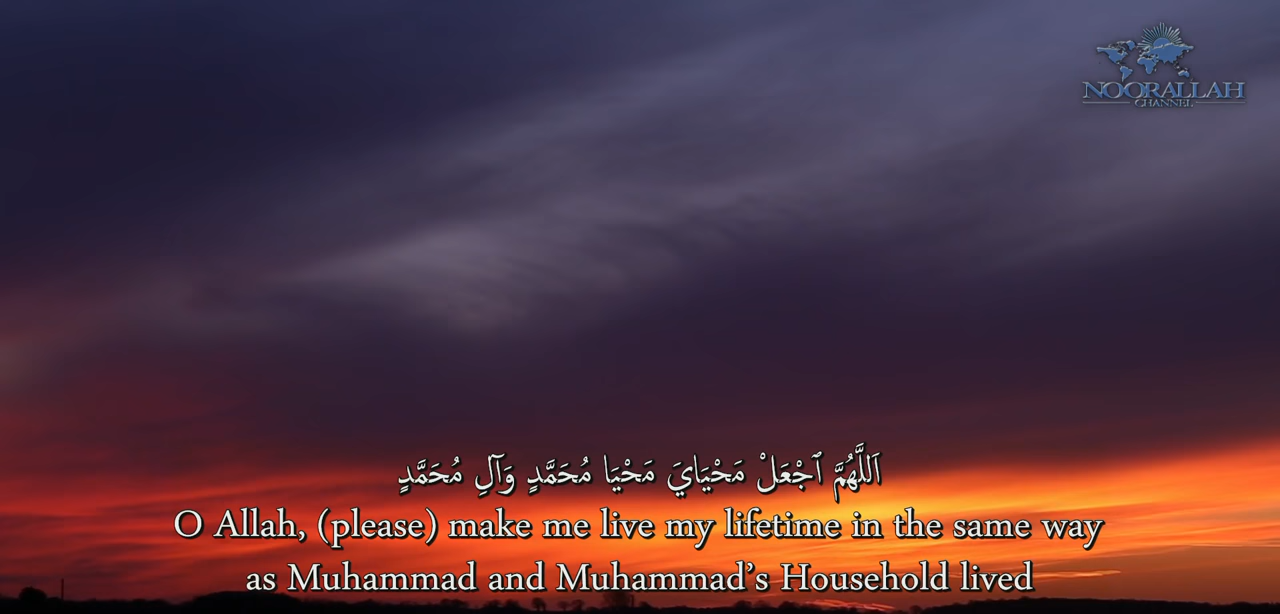 NOORALLAH
CHANNEL
اَللَّهُمَّ ٱجْعَلْ مَحْيَايَ مَحْيَا مُحَمَّدٍ وَآلِ مُحَمَّدٍ
O Allah, (please) make me live my lifetime in the same way
as Muhammad and Muhammad’s Household lived